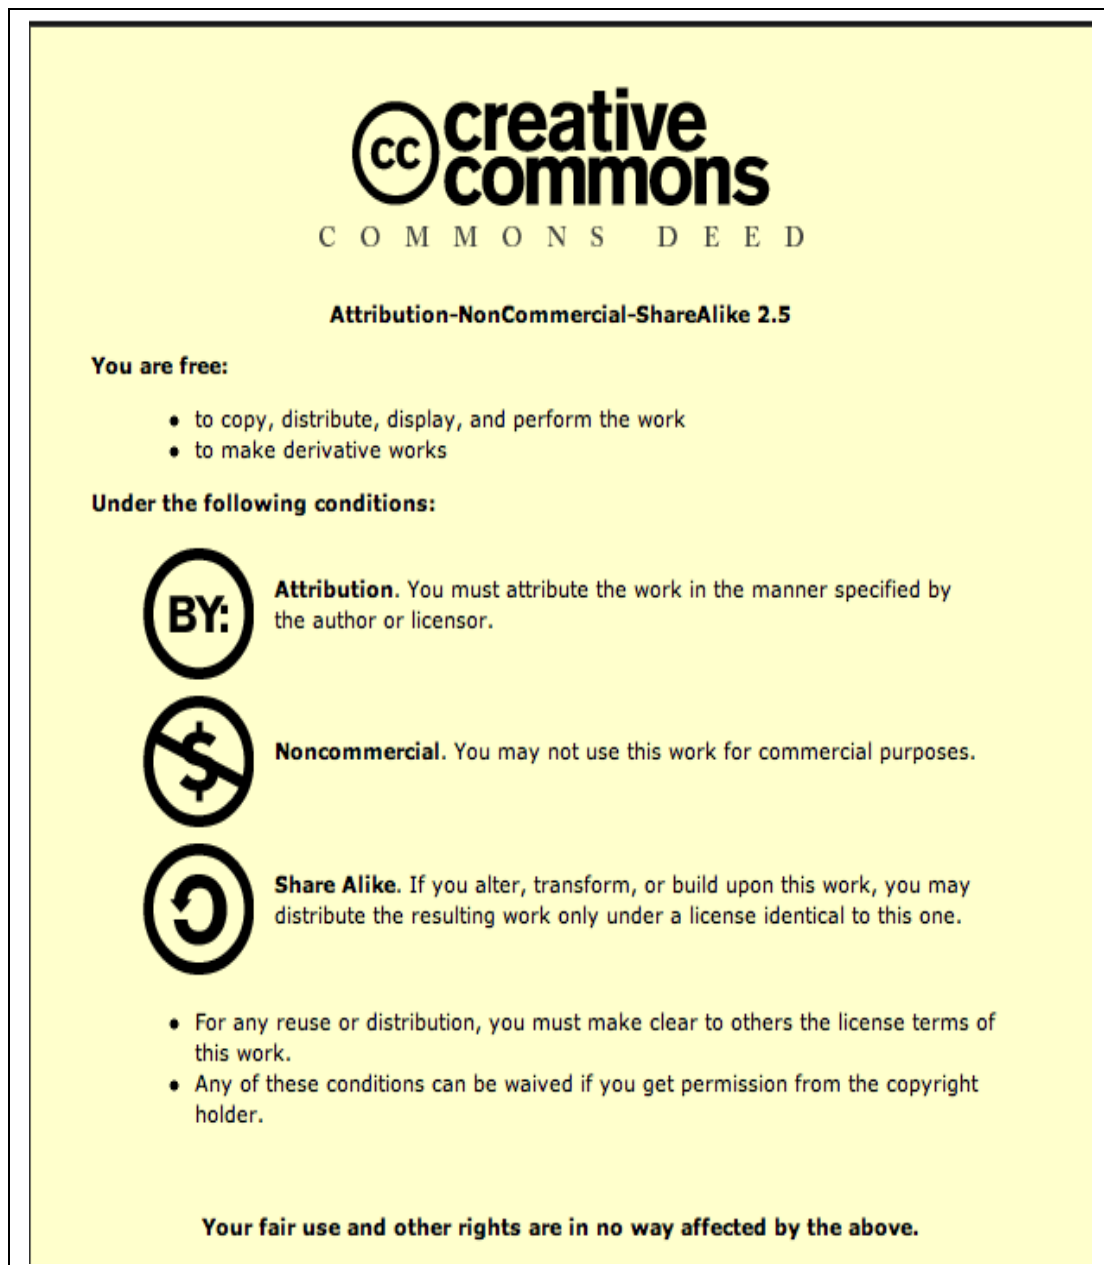 cc creative
commons
COMMONS DEED
Attribution-NonCommercial-ShareAlike 2.5
You are free:
• to copy, distribute, display, and perform the work
• to make derivative works
Under the following conditions:
BY:
Attribution. You must attribute the work in the manner specified by
the author or licensor.
$
Noncommercial. You may not use this work for commercial purposes.
Share Alike. If you alter, transform, or build upon this work, you may
distribute the resulting work only under a license identical to this one.
• For any reuse or distribution, you must make clear to others the license terms of
this work.
• Any of these conditions can be waived if you get permission from the copyright
holder.
Your fair use and other rights are in no way affected by the above.